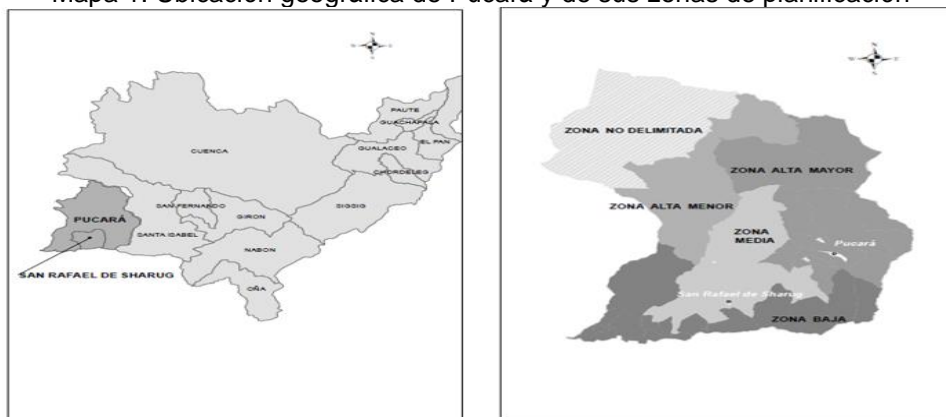 Mapa 1. Ubicación geográfica de Pucará y de sus zonas de planificación
N
W E
S
PAUTE
GUACHAPALA
EL PAN
CUENCA
GUALACEO
CHORDELEG
SAN FERNANDO
SIGSIG
PUCARÁ
GIRON
SANTA ISABEL
NABON
SAN RAFAEL DE SHARUG
OÑA
ZONA NO DELIMITADA
ZONA ALTA MAYOR
ZONA ALTA MENOR
ZONA
MEDIA
Pucará
San Rafael de Sharug
ZONA BAJA